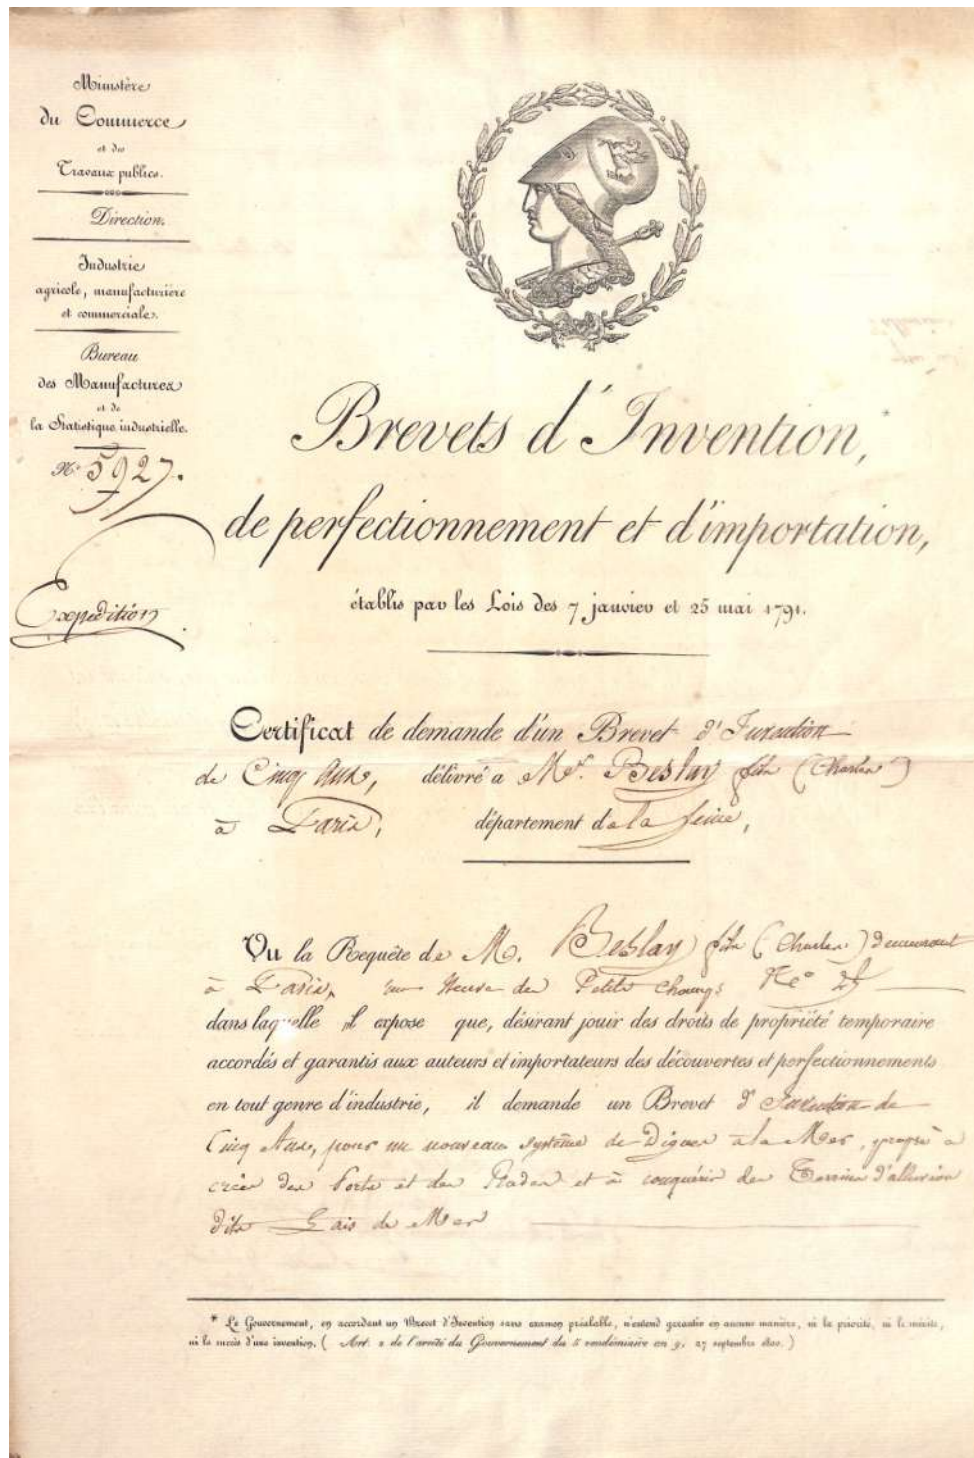 Ministère
du Commerce
et des
Travaux publics.
Direction.
Industrie
agricole, manufacturière
et commerciale.
Bureau
des Manufactures
et de
la Statistique industrielle.
N° 5927.
Expédition
Brevets d'Invention, *
de perfectionnement et d'importation,
établis par les Lois des 7 janvier et 25 mai 1791.
Certificat de demande d'un Brevet d'Invention
de Cinq Ans, délivré à Mr. Beslay fils (Charles)
à Paris, département de la Seine,
Vu la Requête de M. Beslay fils (Charles) demeurant
à Paris, rue Neuve des Petits Champs N°
dans laquelle il expose que, désirant jouir des droits de propriété temporaire
accordés et garantis aux auteurs et importateurs des découvertes et perfectionnements
en tout genre d'industrie, il demande un Brevet d'Invention de
Cinq Ans, pour un nouveau système de Digues à la Mer, propre à
créer des Ports et des Rades et à conquérir des Terrains d'alluvion
dits Lais de Mer
* Le Gouvernement, en accordant un Brevet d'Invention sans examen préalable, n'entend garantir en aucune manière, ni la priorité, ni le mérite,
ni le succès d'une invention. ( Art. 2 de l'arrêté du Gouvernement du 5 vendémiaire an 9, 27 septembre 1800. )